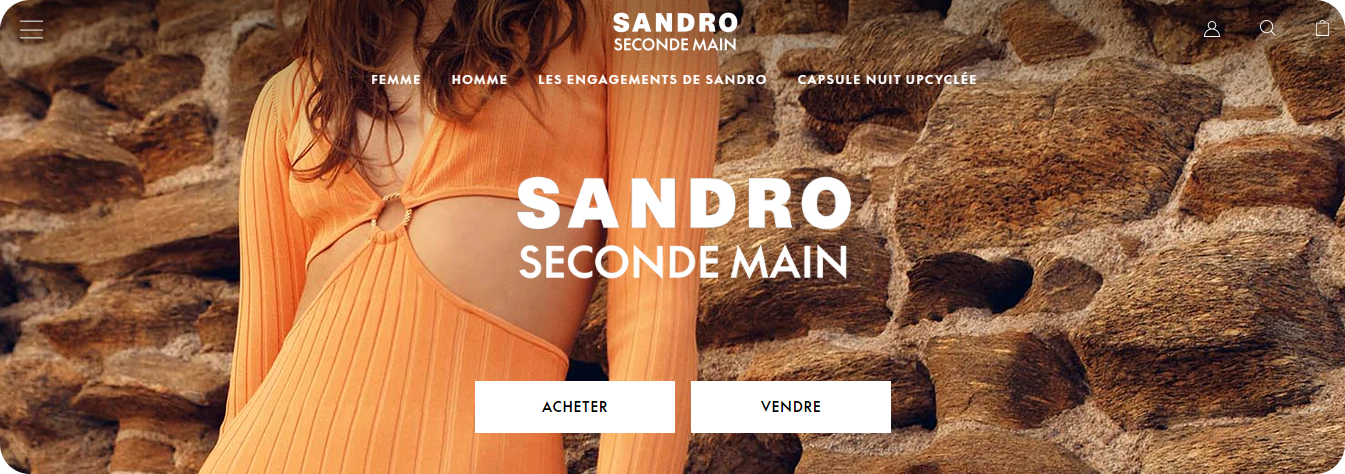 SANDRO
SECONDE MAIN
FEMME HOMME LES ENGAGEMENTS DE SANDRO CAPSULE NUIT UPCYCLÉE
SANDRO
SECONDE MAIN
ACHETER VENDRE